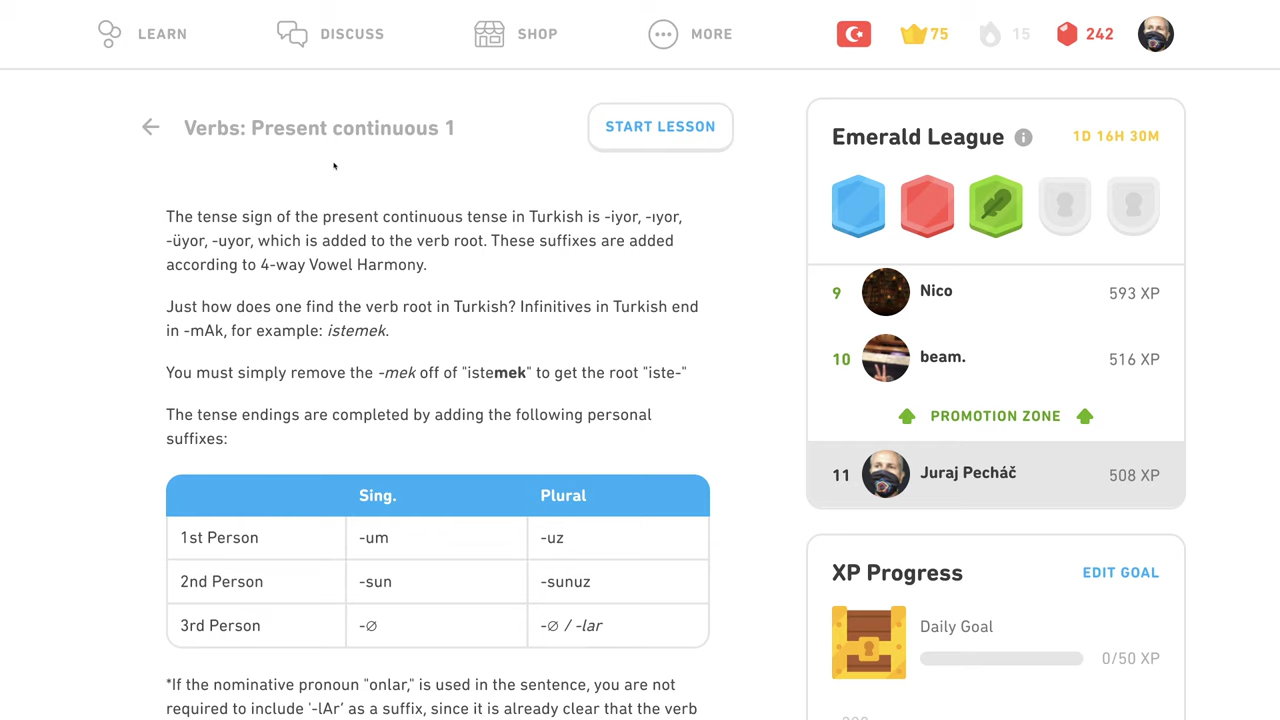 LEARN
DISCUSS
SHOP
MORE
75
15
242
Verbs: Present continuous 1
START LESSON
The tense sign of the present continuous tense in Turkish is -iyor, -ıyor,
-üyor, -uyor, which is added to the verb root. These suffixes are added
according to 4-way Vowel Harmony.
Just how does one find the verb root in Turkish? Infinitives in Turkish end
in -mAk, for example: istemek.
You must simply remove the -mek off of "istemek" to get the root "iste-"
The tense endings are completed by adding the following personal
suffixes:
Sing. Plural
1st Person -um -uz
2nd Person -sun -sunuz
3rd Person -∅ -∅ / -lar
*If the nominative pronoun "onlar," is used in the sentence, you are not
required to include '-lAr’ as a suffix, since it is already clear that the verb
Emerald League
1D 16H 30M
9 Nico 593 XP
10 beam. 516 XP
PROMOTION ZONE
11 Juraj Pecháč 508 XP
XP Progress
EDIT GOAL
Daily Goal
0/50 XP